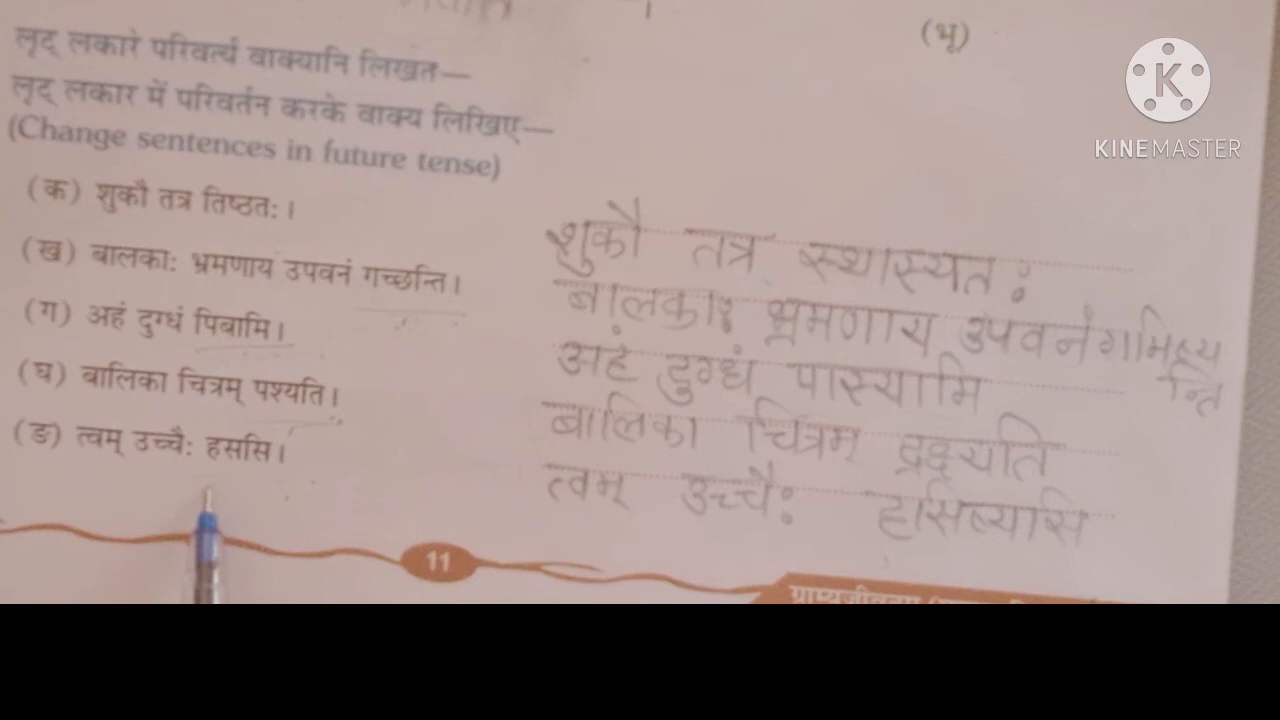 (भू)
लृट् लकारे परिवर्त्य वाक्यानि लिखत—
लृट् लकार में परिवर्तन करके वाक्य लिखिए—
(Change sentences in future tense)
(क) शुकौ तत्र तिष्ठतः।
शुकौ तत्र स्थास्यतः
(ख) बालकाः भ्रमणाय उपवनं गच्छन्ति।
बालकाः भ्रमणाय उपवनं गमिष्य
न्ति
(ग) अहं दुग्धं पिबामि।
अहं दुग्धं पास्यामि
(घ) बालिका चित्रम् पश्यति।
बालिका चित्रम् द्रक्ष्यति
(ङ) त्वम् उच्चैः हससि।
त्वम् उच्चैः हसिष्यासि
11
K
KINEMASTER